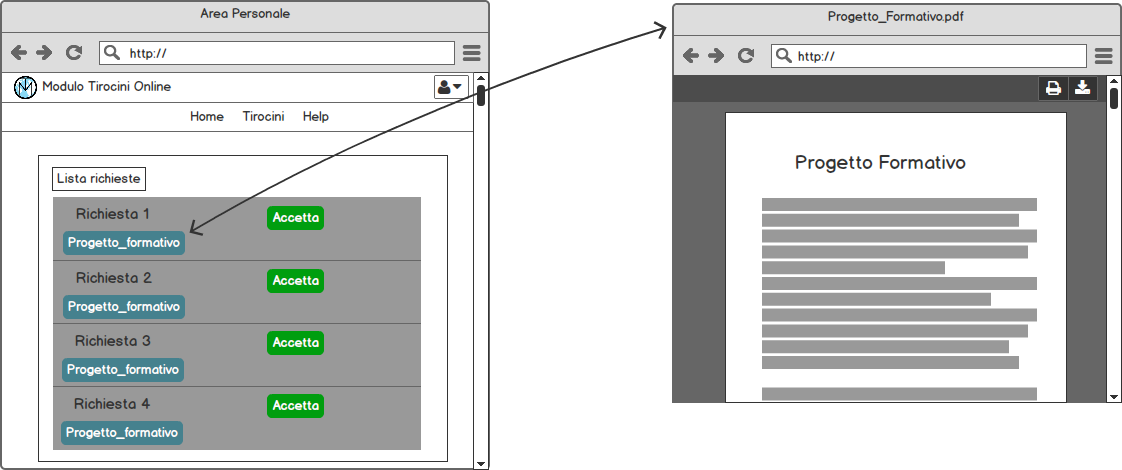 Area Personale
http://
Modulo Tirocini Online
Home Tirocini Help
Lista richieste
Richiesta 1
Accetta
Progetto_formativo
Richiesta 2
Accetta
Progetto_formativo
Richiesta 3
Accetta
Progetto_formativo
Richiesta 4
Accetta
Progetto_formativo
Progetto_Formativo.pdf
http://
Progetto Formativo